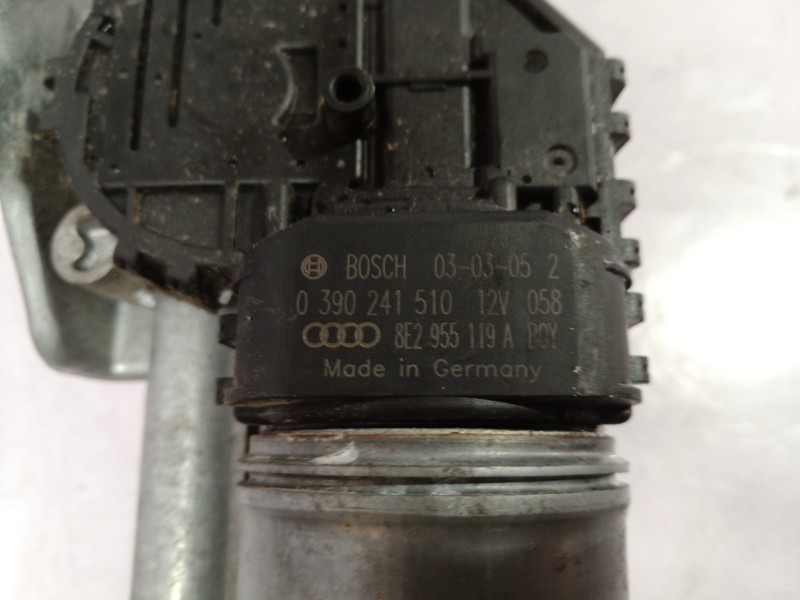 BOSCH 03-03-05 2
0 390 241 510 12V 058
8E2 955 119 A BOY
Made in Germany